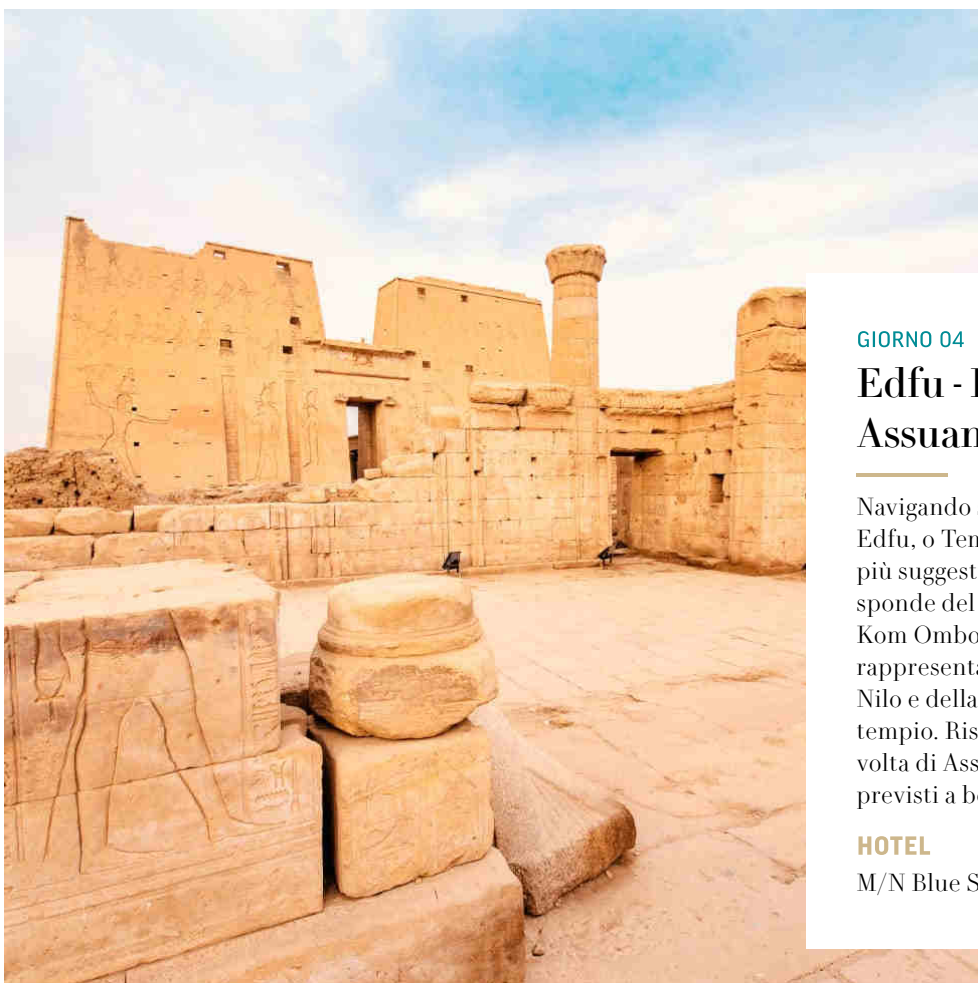 GIORNO 04
Edfu -
Assuan
Navigando
Edfu, o
più
sponde del
Kom Ombo
Nilo e della
tempio.
volta di
previsti a
HOTEL
M/N Blue